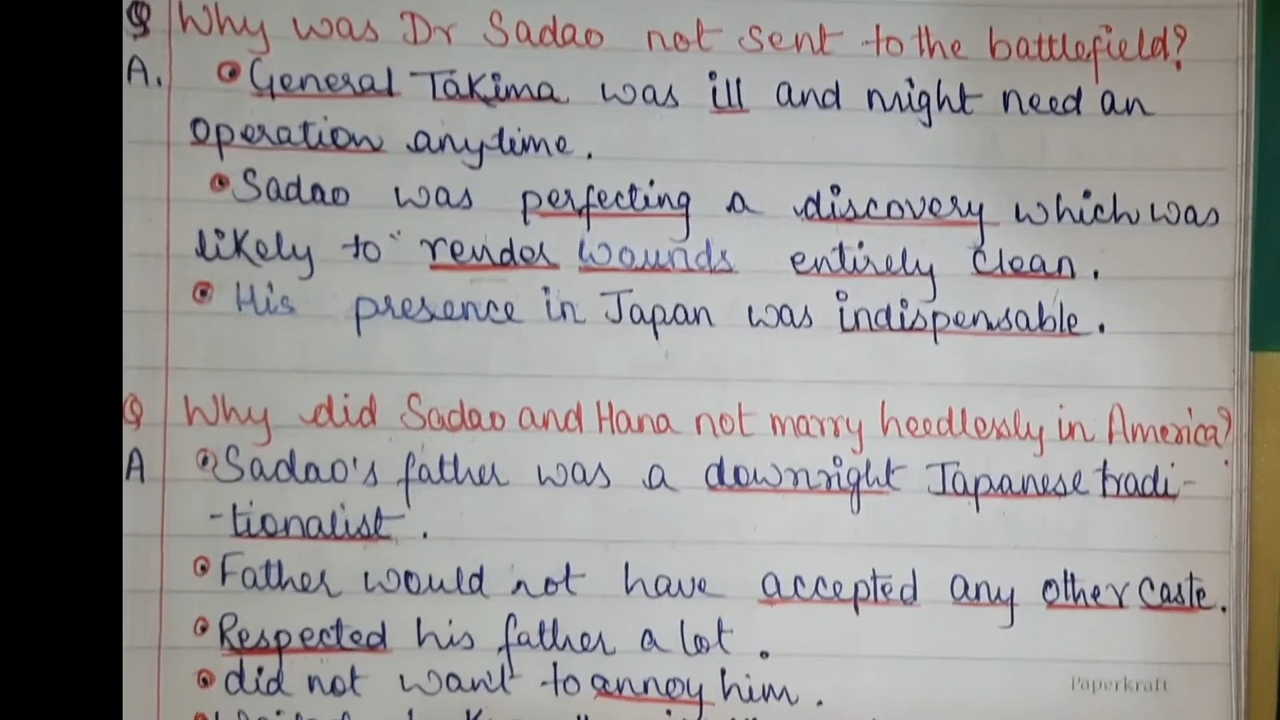 Q Why was Dr Sadao not sent to the battlefield?
A. General Takima was ill and might need an
operation anytime.
Sadao was perfecting a discovery which was
likely to render wounds entirely clean.
His presence in Japan was indispensable.
Q Why did Sadao and Hana not marry heedlessly in America?
A Sadao's father was a downright Japanese tradi-
-tionalist.
Father would not have accepted any other caste.
Respected his father a lot.
did not want to annoy him.
Paperkraft